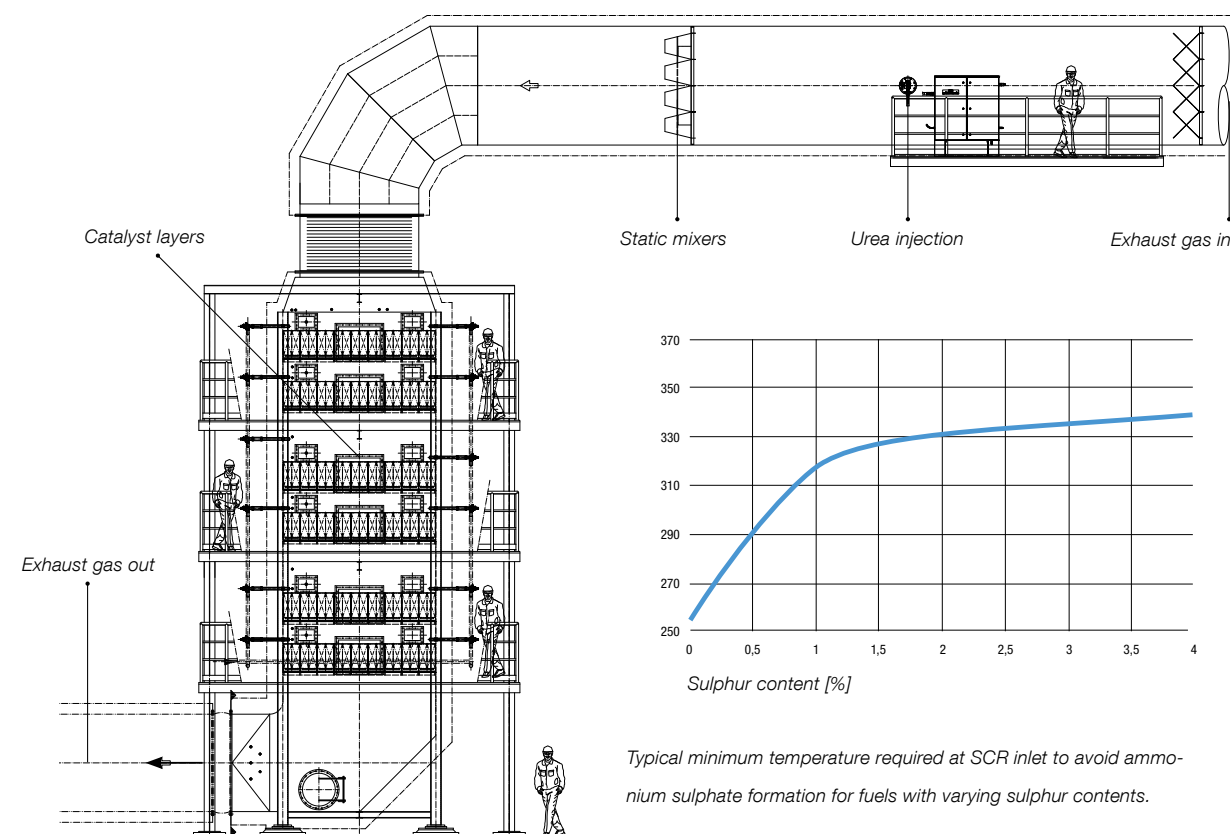 Static mixers
Urea injection
Exhaust gas in
Catalyst layers
Exhaust gas out
370
350
330
310
290
270
250
0
0,5
1
1,5
2
2,5
3
3,5
4
Sulphur content [%]
Typical minimum temperature required at SCR inlet to avoid ammo-
nium sulphate formation for fuels with varying sulphur contents.